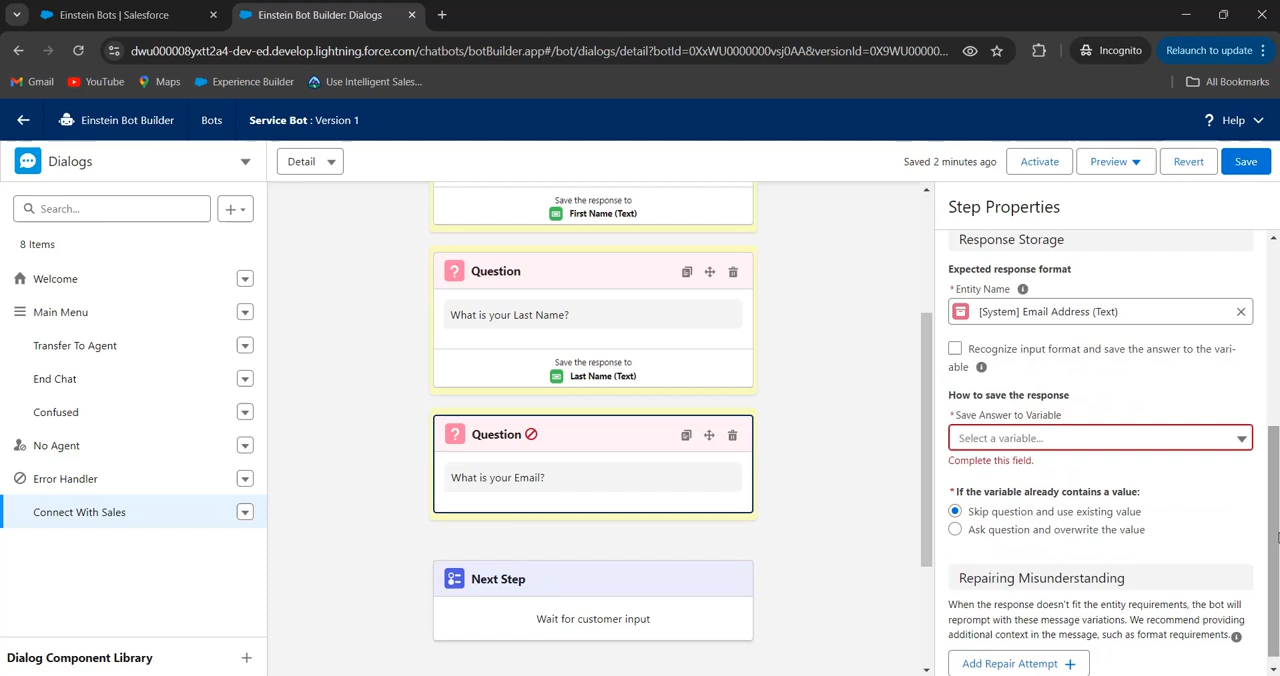 Einstein Bots | Salesforce
Einstein Bot Builder: Dialogs
dwu000008yxtt2a4-dev-ed.develop.lightning.force.com/chatbots/botBuilder.app#/bot/dialogs/detail?botId=0XxWU0000000vsj0AA&versionId=0X9WU00000...
Incognito
Relaunch to update
Gmail
YouTube
Maps
Experience Builder
Use Intelligent Sales...
All Bookmarks
Einstein Bot Builder
Bots
Service Bot : Version 1
? Help
Dialogs
Detail
Saved 2 minutes ago
Activate
Preview
Revert
Save
Search...
8 Items
Welcome
Main Menu
Transfer To Agent
End Chat
Confused
No Agent
Error Handler
Connect With Sales
Dialog Component Library
Save the response to
First Name (Text)
? Question
What is your Last Name?
Save the response to
Last Name (Text)
? Question
What is your Email?
Next Step
Wait for customer input
Step Properties
Response Storage
Expected response format
* Entity Name
[System] Email Address (Text)
Recognize input format and save the answer to the vari-
able
How to save the response
* Save Answer to Variable
Select a variable...
Complete this field.
* If the variable already contains a value:
Skip question and use existing value
Ask question and overwrite the value
Repairing Misunderstanding
When the response doesn't fit the entity requirements, the bot will
reprompt with these message variations. We recommend providing
additional context in the message, such as format requirements.
Add Repair Attempt +